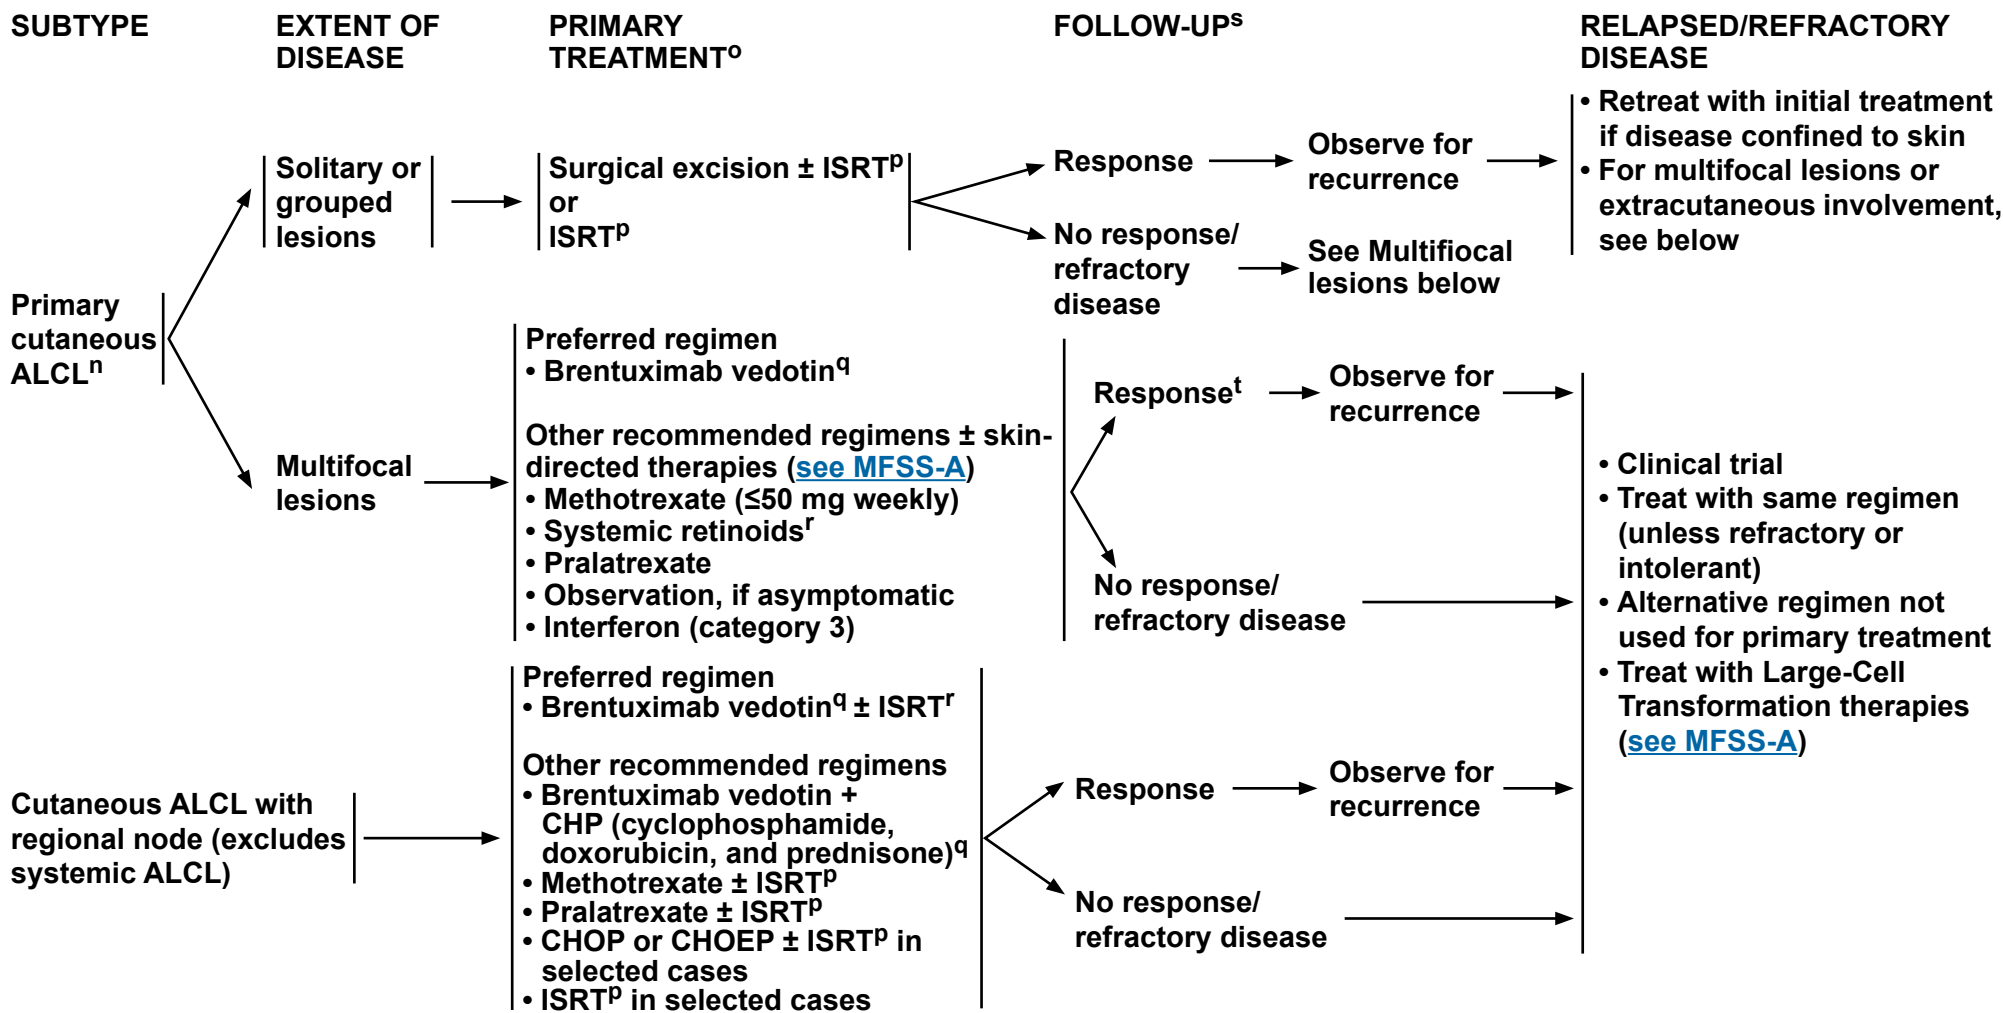 SUBTYPE
EXTENT OF
DISEASE
PRIMARY
TREATMENTᵒ
FOLLOW-UPˢ
RELAPSED/REFRACTORY
DISEASE
Primary
cutaneous
ALCLⁿ
Solitary or
grouped
lesions
Surgical excision ± ISRTᵖ
or
ISRTᵖ
Response
Observe for
recurrence
No response/
refractory
disease
See Multifiocal
lesions below
• Retreat with initial treatment
if disease confined to skin
• For multifocal lesions or
extracutaneous involvement,
see below
Multifocal
lesions
Preferred regimen
• Brentuximab vedotin^q
Other recommended regimens ± skin-
directed therapies (see MFSS-A)
• Methotrexate (≤50 mg weekly)
• Systemic retinoidsʳ
• Pralatrexate
• Observation, if asymptomatic
• Interferon (category 3)
Responseᵗ
Observe for
recurrence
No response/
refractory disease
• Clinical trial
• Treat with same regimen
(unless refractory or
intolerant)
• Alternative regimen not
used for primary treatment
• Treat with Large-Cell
Transformation therapies
(see MFSS-A)
Cutaneous ALCL with
regional node (excludes
systemic ALCL)
Preferred regimen
• Brentuximab vedotin^q ± ISRTʳ
Other recommended regimens
• Brentuximab vedotin +
CHP (cyclophosphamide,
doxorubicin, and prednisone)^q
• Methotrexate ± ISRTᵖ
• Pralatrexate ± ISRTᵖ
• CHOP or CHOEP ± ISRTᵖ in
selected cases
• ISRTᵖ in selected cases
Response
Observe for
recurrence
No response/
refractory disease